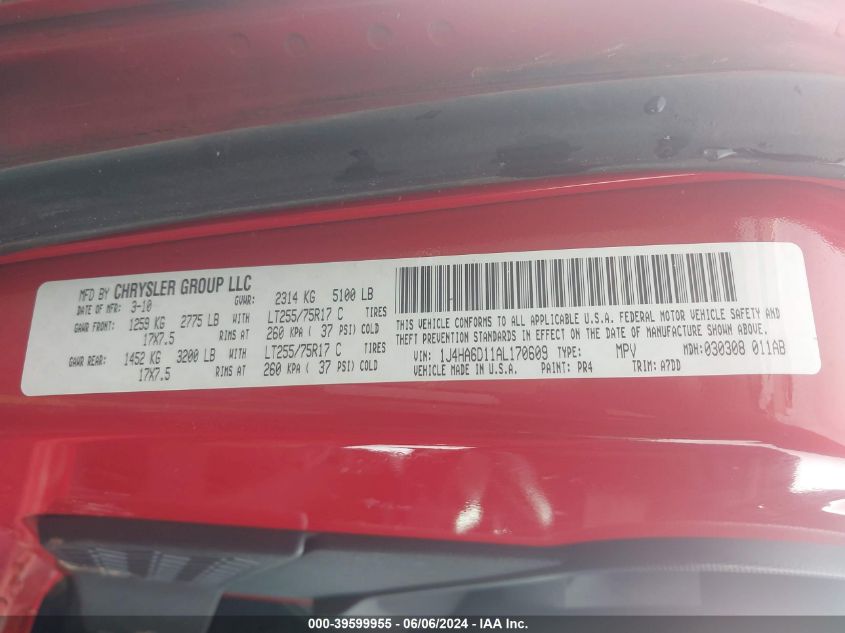 MFD BY CHRYSLER GROUP LLC
DATE OF MFR: 3-10 GVWR: 2314 KG 5100 LB
GAWR FRONT: 1259 KG 2775 LB WITH LT255/75R17 C TIRES
17X7.5 RIMS AT 260 KPA ( 37 PSI) COLD
GAWR REAR: 1452 KG 3200 LB WITH LT255/75R17 C TIRES
17X7.5 RIMS AT 260 KPA ( 37 PSI) COLD
THIS VEHICLE CONFORMS TO ALL APPLICABLE U.S.A. FEDERAL MOTOR VEHICLE SAFETY AND
THEFT PREVENTION STANDARDS IN EFFECT ON THE DATE OF MANUFACTURE SHOWN ABOVE.
VIN: 1J4HA6D11AL170609 TYPE: MPV MDH: 030308 011AB
VEHICLE MADE IN U.S.A. PAINT: PR4 TRIM: A7DD
000-39599955 - 06/06/2024 - IAA Inc.